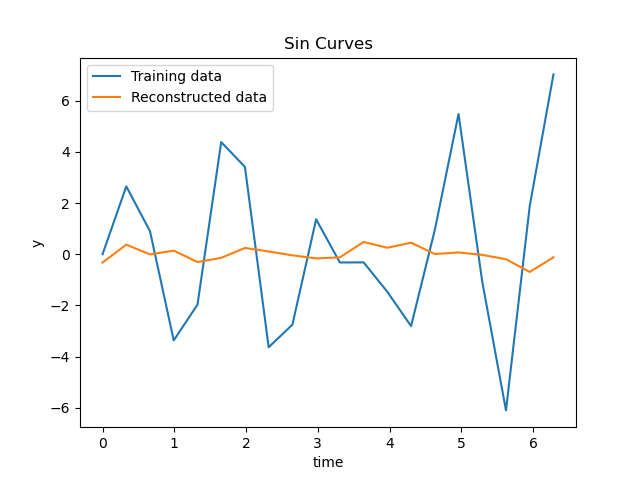 Sin Curves
Training data
Reconstructed data
y
6
4
2
0
−2
−4
−6
0 1 2 3 4 5 6
time